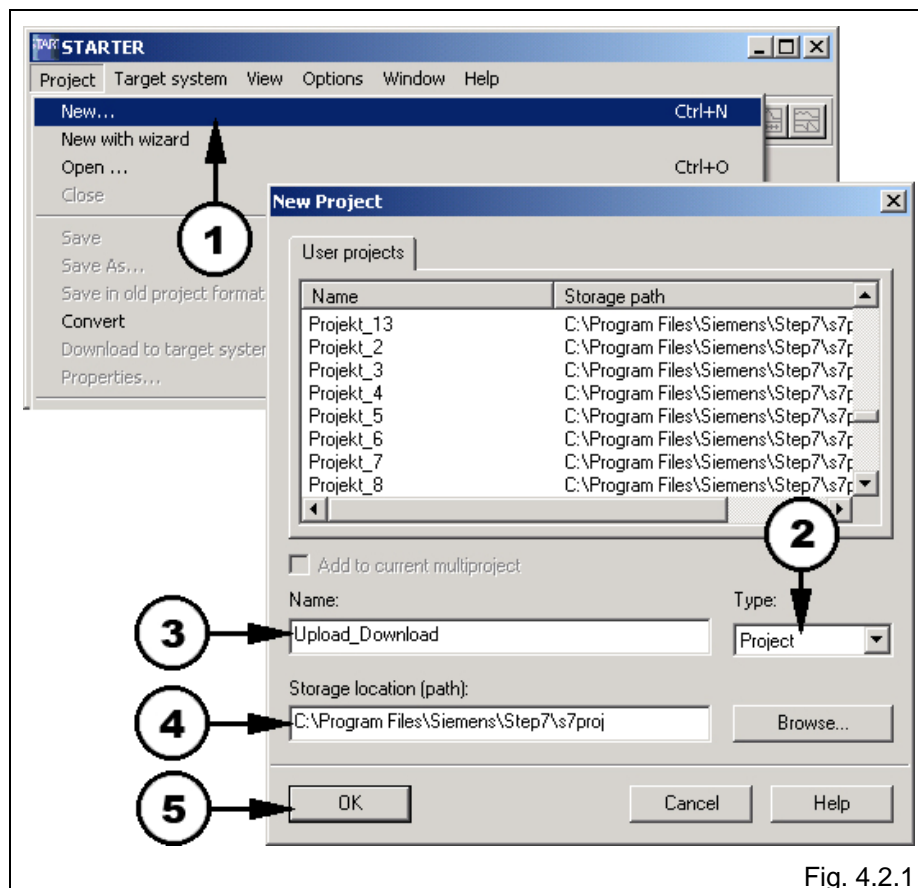 STARTER
Project Target system View Options Window Help
New... Ctrl+N
New with wizard
Open ... Ctrl+O
Close
Save
Save As...
Save in old project format
Convert
Download to target system
Properties...
1
New Project
User projects
Name Storage path
Projekt_13 C:\Program Files\Siemens\Step7\s7p
Projekt_2 C:\Program Files\Siemens\Step7\s7p
Projekt_3 C:\Program Files\Siemens\Step7\s7p
Projekt_4 C:\Program Files\Siemens\Step7\s7p
Projekt_5 C:\Program Files\Siemens\Step7\s7p
Projekt_6 C:\Program Files\Siemens\Step7\s7p
Projekt_7 C:\Program Files\Siemens\Step7\s7p
Projekt_8 C:\Program Files\Siemens\Step7\s7p
2
Add to current multiproject
Name: Type:
3 Upload_Download Project
Storage location (path):
4 C:\Program Files\Siemens\Step7\s7proj Browse...
5 OK Cancel Help
Fig. 4.2.1